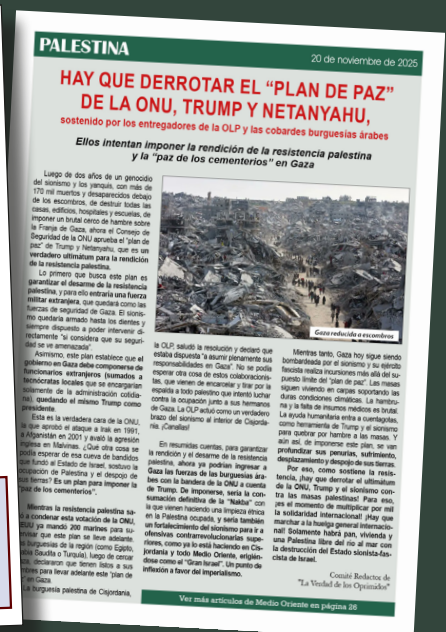 PALESTINA
20 de noviembre de 2025
HAY QUE DERROTAR EL “PLAN DE PAZ”
DE LA ONU, TRUMP Y NETANYAHU,
sostenido por los entregadores de la OLP y las cobardes burguesías árabes
Ellos intentan imponer la rendición de la resistencia palestina
y la “paz de los cementerios” en Gaza
Luego de dos años de un genocidio
del sionismo y los yanquis, con más de
170 mil muertos y desaparecidos debajo
de los escombros, de destruir todas las
casas, edificios, hospitales y escuelas, de
imponer un brutal cerco de hambre sobre
la Franja de Gaza, ahora el Consejo de
Seguridad de la ONU aprueba el “plan de
paz” de Trump y Netanyahu, que es un
verdadero ultimátum para la rendición
de la resistencia palestina.
Lo primero que busca este plan es
garantizar el desarme de la resistencia
palestina, y para ello entraría una fuerza
militar extranjera, que quedará como las
fuerzas de seguridad de Gaza. El sionis-
mo quedaría armado hasta los dientes y
siempre dispuesto a poder intervenir di-
rectamente “si considera que su seguri-
dad se ve amenazada”.
Asimismo, este plan establece que el
gobierno en Gaza debe componerse de
funcionarios extranjeros (sumados a
tecnócratas locales que se encargarían
solamente de la administración cotidia-
na), quedando el mismo Trump como
presidente.
Esta es la verdadera cara de la ONU,
la que aprobó el ataque a Irak en 1991,
a Afganistán en 2001 y avaló la agresión
inglesa en Malvinas. ¿Qué otra cosa se
podía esperar de esa cueva de bandidos
que fundó al Estado de Israel, sostuvo la
ocupación de Palestina y el despojo de
sus tierras? Es un plan para imponer la
“paz de los cementerios”.
Mientras la resistencia palestina sa-
ó a condenar esta votación de la ONU,
EEUU ya mandó 200 marines para su-
pervisar que este plan se lleve adelante.
as burguesías de la región (como Egipto,
abia Saudita o Turquía), luego de cercar
aza, declararon que tienen listos a sus
ombres para llevar adelante este “plan de
” en Gaza.
La burguesía palestina de Cisjordania,
Gaza reducida a escombros
la OLP, saludó la resolución y declaró que
estaba dispuesta “a asumir plenamente sus
responsabilidades en Gaza”. No se podía
esperar otra cosa de estos colaboracionis-
tas, que vienen de encarcelar y tirar por la
espalda a todo palestino que intentó luchar
contra la ocupación junto a sus hermanos
de Gaza. La OLP actuó como un verdadero
brazo del sionismo al interior de Cisjorda-
nia. ¡Canallas!
En resumidas cuentas, para garantizar
la rendición y el desarme de la resistencia
palestina, ahora ya podrían ingresar a
Gaza las fuerzas de las burguesías ára-
bes con la bandera de la ONU a cuenta
de Trump. De imponerse, sería la con-
sumación definitiva de la “Nakba” con
la que vienen haciendo una limpieza étnica
en la Palestina ocupada, y sería también
un fortalecimiento del sionismo para ir a
ofensivas contrarrevolucionarias supe-
riores, como ya lo está haciendo en Cis-
jordania y todo Medio Oriente, erigién-
dose como el “Gran Israel”. Un punto de
inflexión a favor del imperialismo.
Mientras tanto, Gaza hoy sigue siendo
bombardeada por el sionismo y su ejército
fascista realiza incursiones más allá del su-
puesto límite del “plan de paz”. Las masas
siguen viviendo en carpas soportando las
duras condiciones climáticas. La hambru-
na y la falta de insumos médicos es brutal.
La ayuda humanitaria entra a cuentagotas,
como herramienta de Trump y el sionismo
para quebrar por hambre a las masas. Y
aún así, de imponerse este plan, se van
profundizar sus penurias, sufrimiento,
desplazamiento y despojo de sus tierras.
Por eso, como sostiene la resis-
tencia, ¡hay que derrotar el ultimátum
de la ONU, Trump y el sionismo con-
tra las masas palestinas! Para eso,
¡es el momento de multiplicar por mil
la solidaridad internacional! ¡Hay que
marchar a la huelga general internacio-
nal! Solamente habrá pan, vivienda y
una Palestina libre del río al mar con
la destrucción del Estado sionista-fas-
cista de Israel.
Comité Redactor de
"La Verdad de los Oprimidos"
Ver más artículos de Medio Oriente en página 26